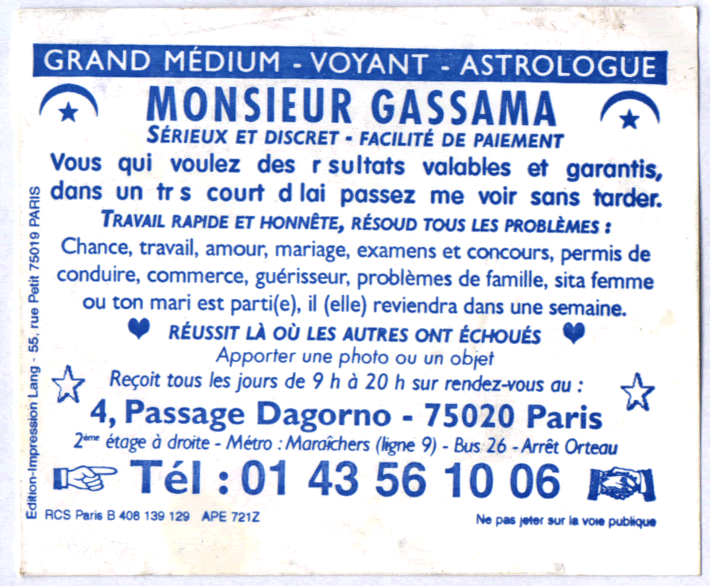 GRAND MÉDIUM - VOYANT - ASTROLOGUE
MONSIEUR GASSAMA
SÉRIEUX ET DISCRET - FACILITÉ DE PAIEMENT
Vous qui voulez des r sultats valables et garantis,
dans un tr s court d lai passez me voir sans tarder.
TRAVAIL RAPIDE ET HONNÊTE, RÉSOUD TOUS LES PROBLÈMES :
Chance, travail, amour, mariage, examens et concours, permis de
conduire, commerce, guérisseur, problèmes de famille, sita femme
ou ton mari est parti(e), il (elle) reviendra dans une semaine.
RÉUSSIT LÀ OÙ LES AUTRES ONT ÉCHOUÉS
Apporter une photo ou un objet
Reçoit tous les jours de 9 h à 20 h sur rendez-vous au :
4, Passage Dagorno - 75020 Paris
2ème étage à droite - Métro : Maraîchers (ligne 9) - Bus 26 - Arrêt Orteau
Tél : 01 43 56 10 06
RCS Paris B 408 139 129 APE 721Z
Ne pas jeter sur la voie publique
Edition-Impression Lang - 55, rue Petit 75019 PARIS